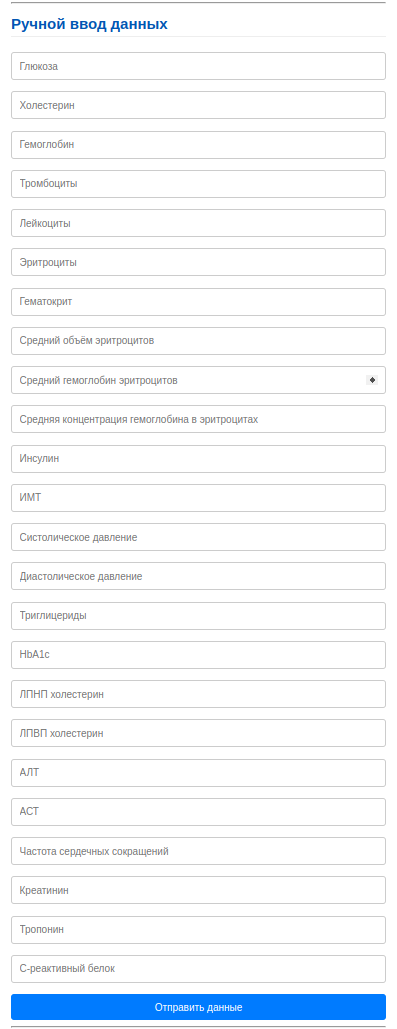 Ручной ввод данных
Глюкоза
Холестерин
Гемоглобин
Тромбоциты
Лейкоциты
Эритроциты
Гематокрит
Средний объём эритроцитов
Средний гемоглобин эритроцитов
Средняя концентрация гемоглобина в эритроцитах
Инсулин
ИМТ
Систолическое давление
Диастолическое давление
Триглицериды
HbA1c
ЛПНП холестерин
ЛПВП холестерин
АЛТ
АСТ
Частота сердечных сокращений
Креатинин
Тропонин
С-реактивный белок
Отправить данные